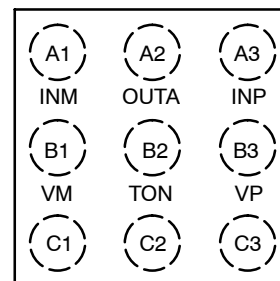 A1 A2 A3
INM OUTA INP
B1 B2 B3
VM TON VP
C1 C2 C3